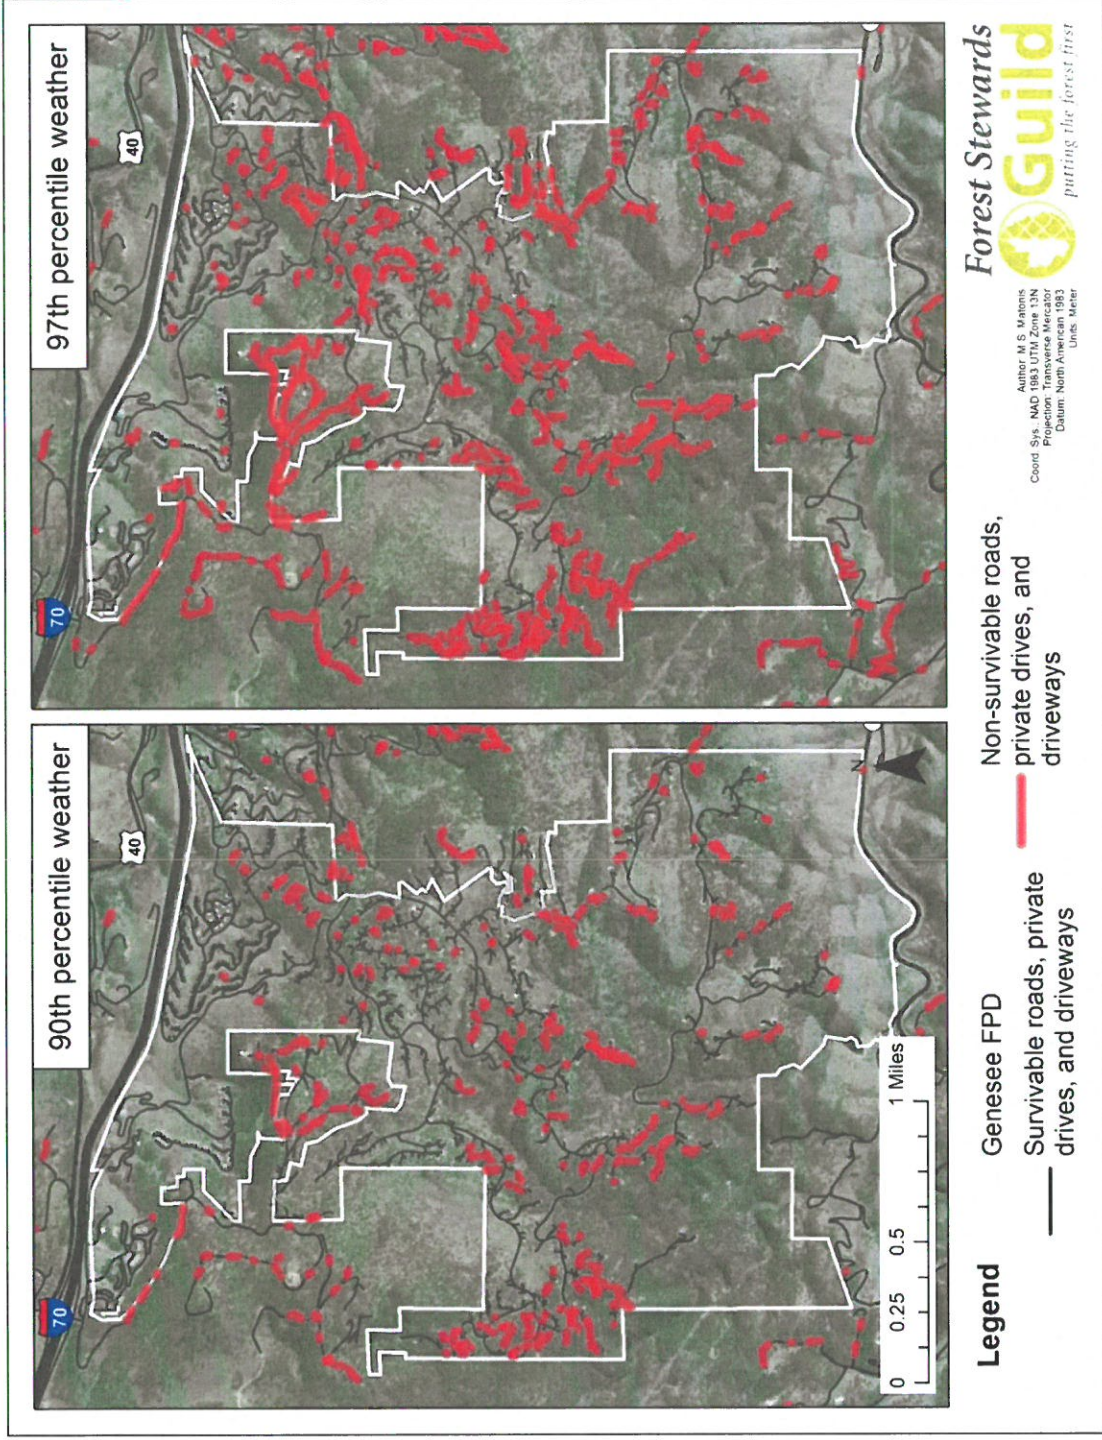 90th percentile weather
40
70
N
0 0.25 0.5 1 Miles
97th percentile weather
40
70
Legend
Genesee FPD
Survivable roads, private
drives, and driveways
Non-survivable roads,
private drives, and
driveways
Author M S Matonis
Coord Sys.: NAD 1983 UTM Zone 13N
Projection: Transverse Mercator
Datum: North American 1983
Units Meter
Forest Stewards
Guild
putting the forest first